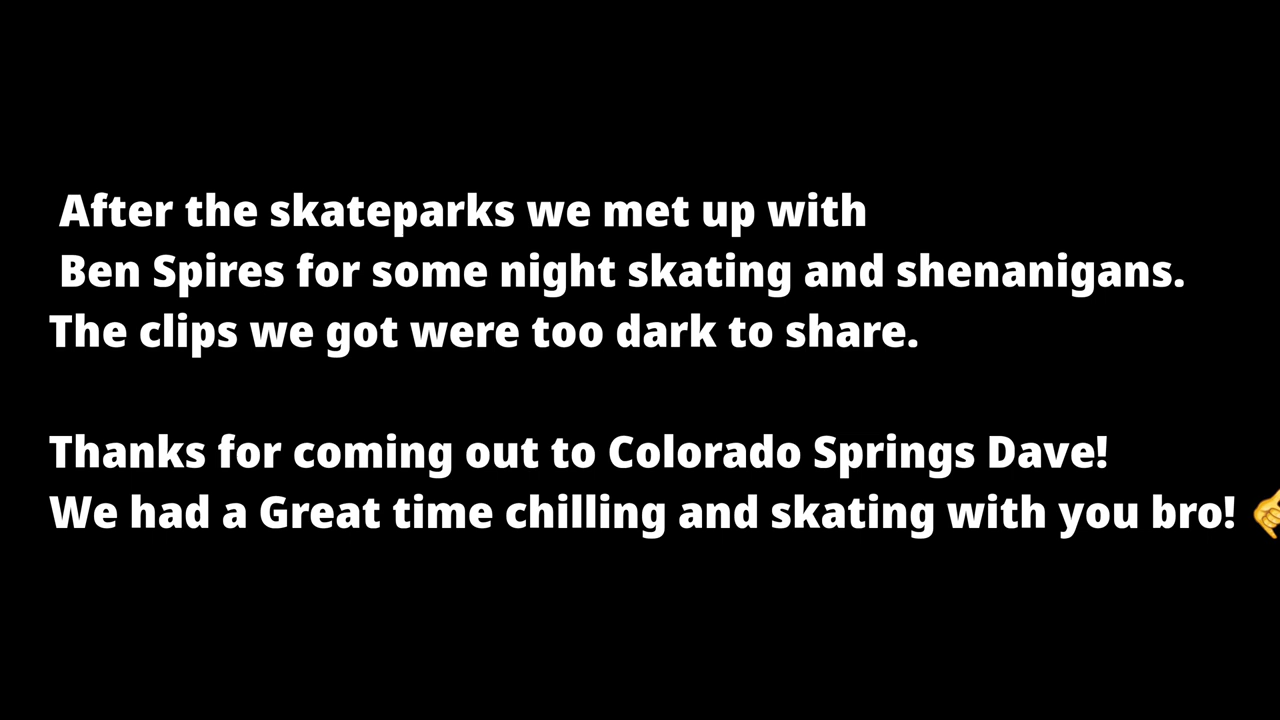 After the skateparks we met up with
Ben Spires for some night skating and shenanigans.
The clips we got were too dark to share.
Thanks for coming out to Colorado Springs Dave!
We had a Great time chilling and skating with you bro! 🤙